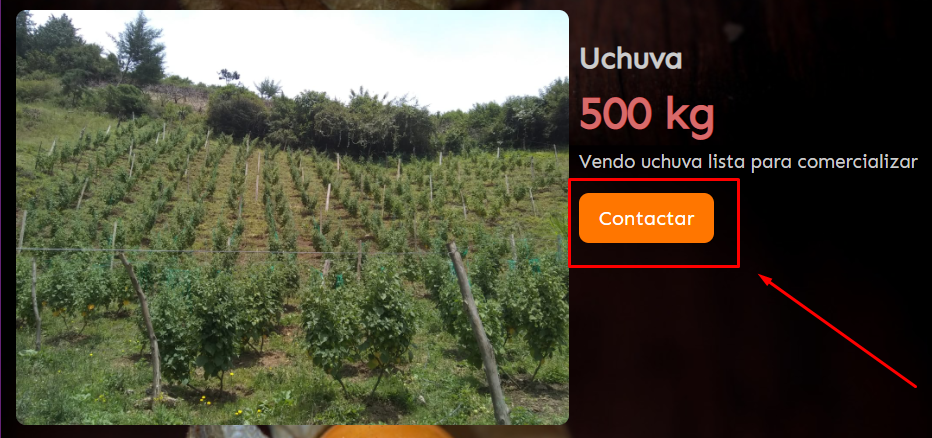 Uchuva
500 kg
Vendo uchuva lista para comercializar
Contactar